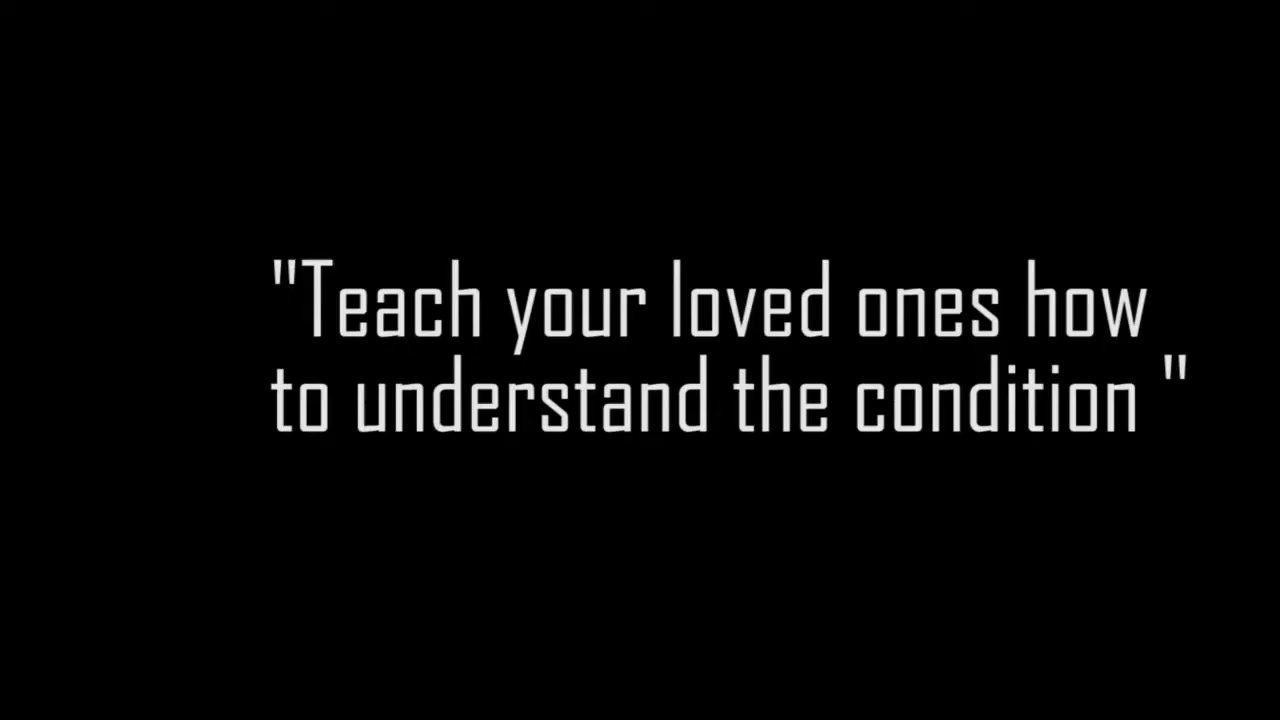 "Teach your loved ones how
to understand the condition "